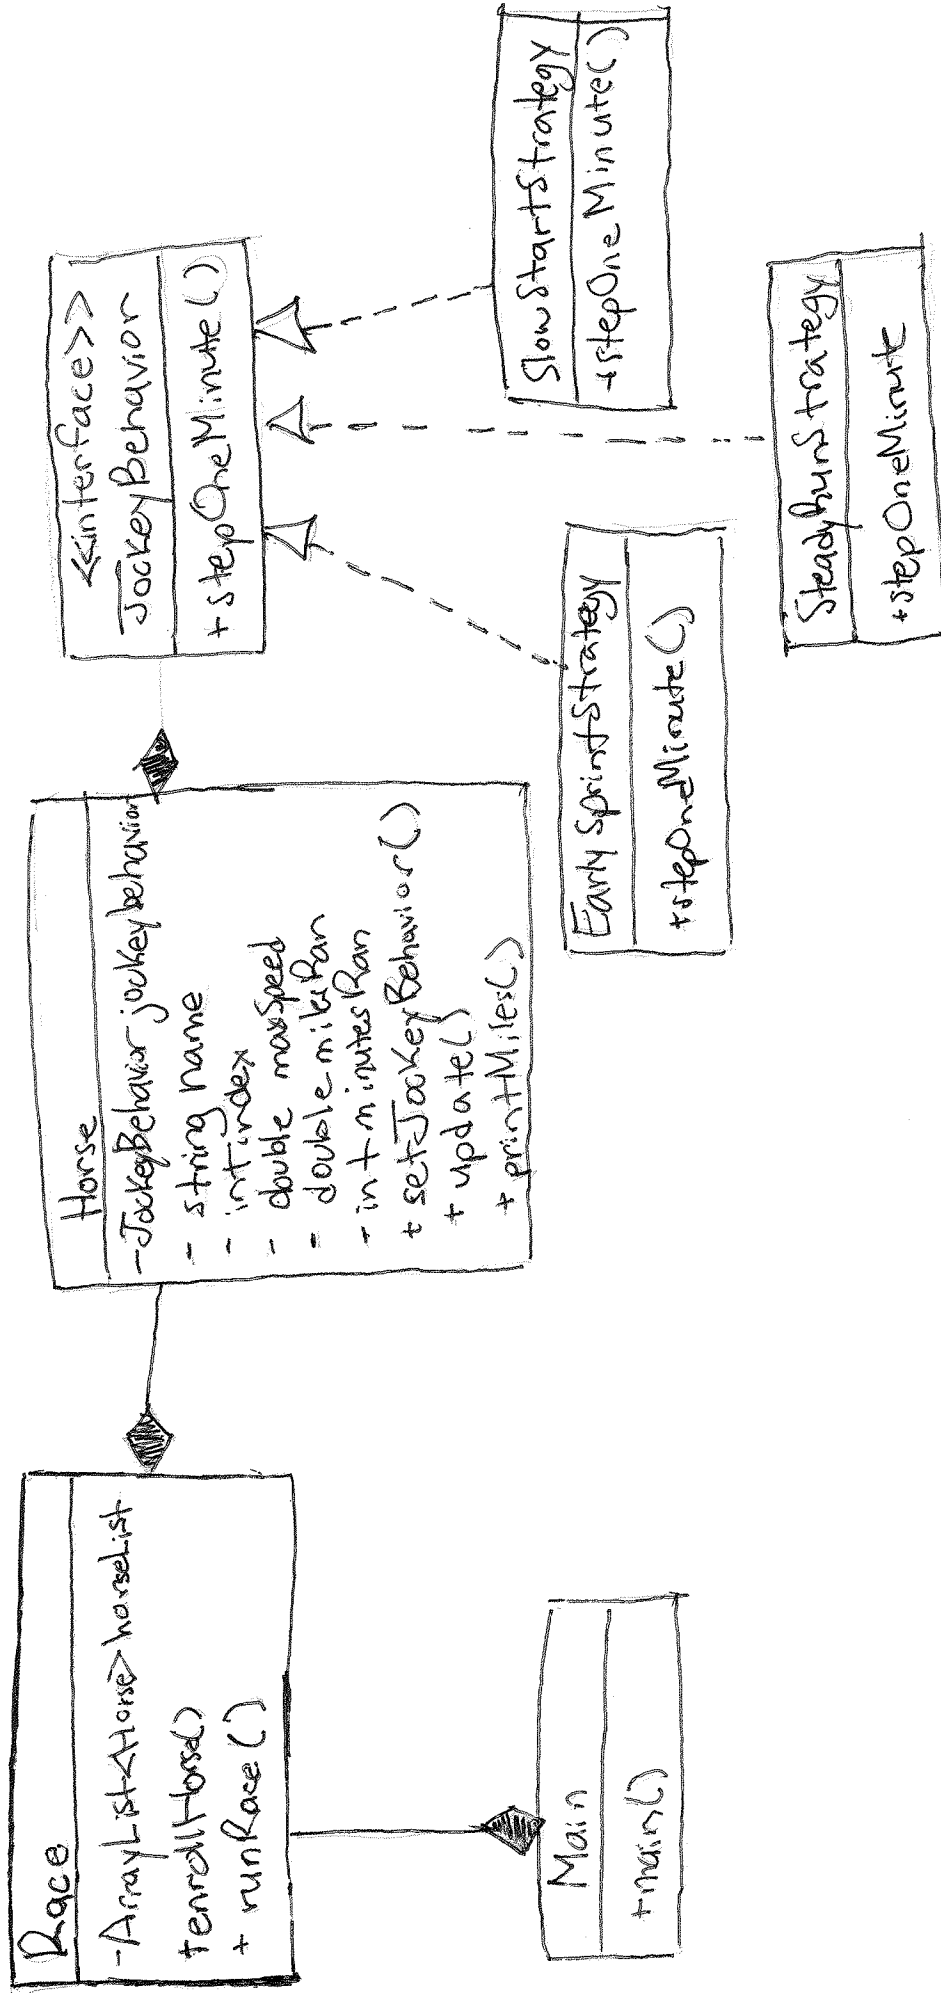 Race
-ArrayList<Horse> horseList
+enrollHorse()
+ runRace()
Main
+main()
Horse
-JockeyBehavior jockeybehavior
- string name
- int index
- double maxSpeed
- double milesRan
- int minutesRan
+ setJockeyBehavior()
+ update()
+ printMiles()
<<interface>>
JockeyBehavior
+stepOneMinute()
EarlySprintStrategy
+stepOneMinute()
SteadyRunStrategy
+stepOneMinute
SlowStartStrategy
+stepOneMinute()